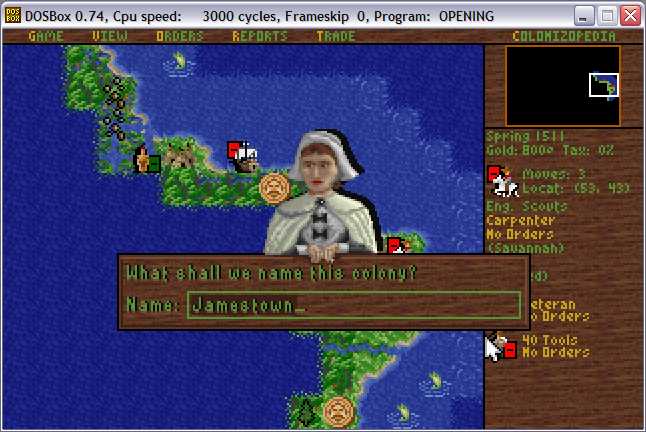 DOSBox 0.74, Cpu speed: 3000 cycles, Frameskip 0, Program: OPENING
GAME VIEW ORDERS REPORTS TRADE COLONIZOPEDIA
Spring 1511
Gold: 800¢ Tax: 0%
Moves: 3
Locat: (53, 43)
Eng. Scouts
Carpenter
No Orders
(Savannah)
What shall we name this colony?
Name: Jamestown_
40 Tools
No Orders